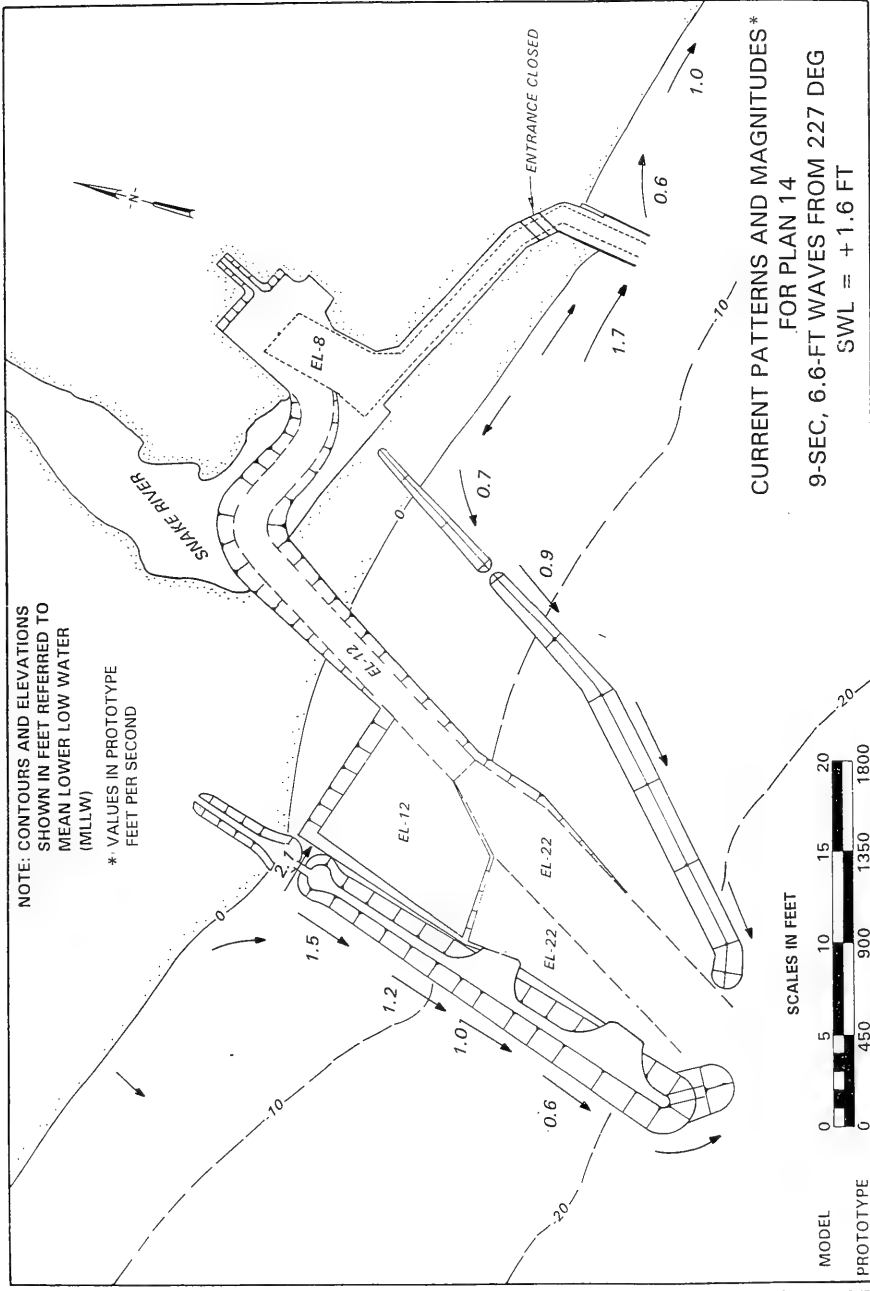 NOTE: CONTOURS AND ELEVATIONS
SHOWN IN FEET REFERRED TO
MEAN LOWER LOW WATER
(MLLW)
*: VALUES IN PROTOTYPE
FEET PER SECOND
-N-
SNAKE RIVER
EL-8
ENTRANCE CLOSED
0
0
2.1
1.5
1.2
1.0
0.6
EL-12
EL-12
EL-22
EL-22
0.7
0.9
1.7
0.6
1.0
-10
-10
-20
-20
CURRENT PATTERNS AND MAGNITUDES*
FOR PLAN 14
9-SEC, 6.6-FT WAVES FROM 227 DEG
SWL = +1.6 FT
SCALES IN FEET
MODEL 0 5 10 15 20
PROTOTYPE 0 450 900 1350 1800